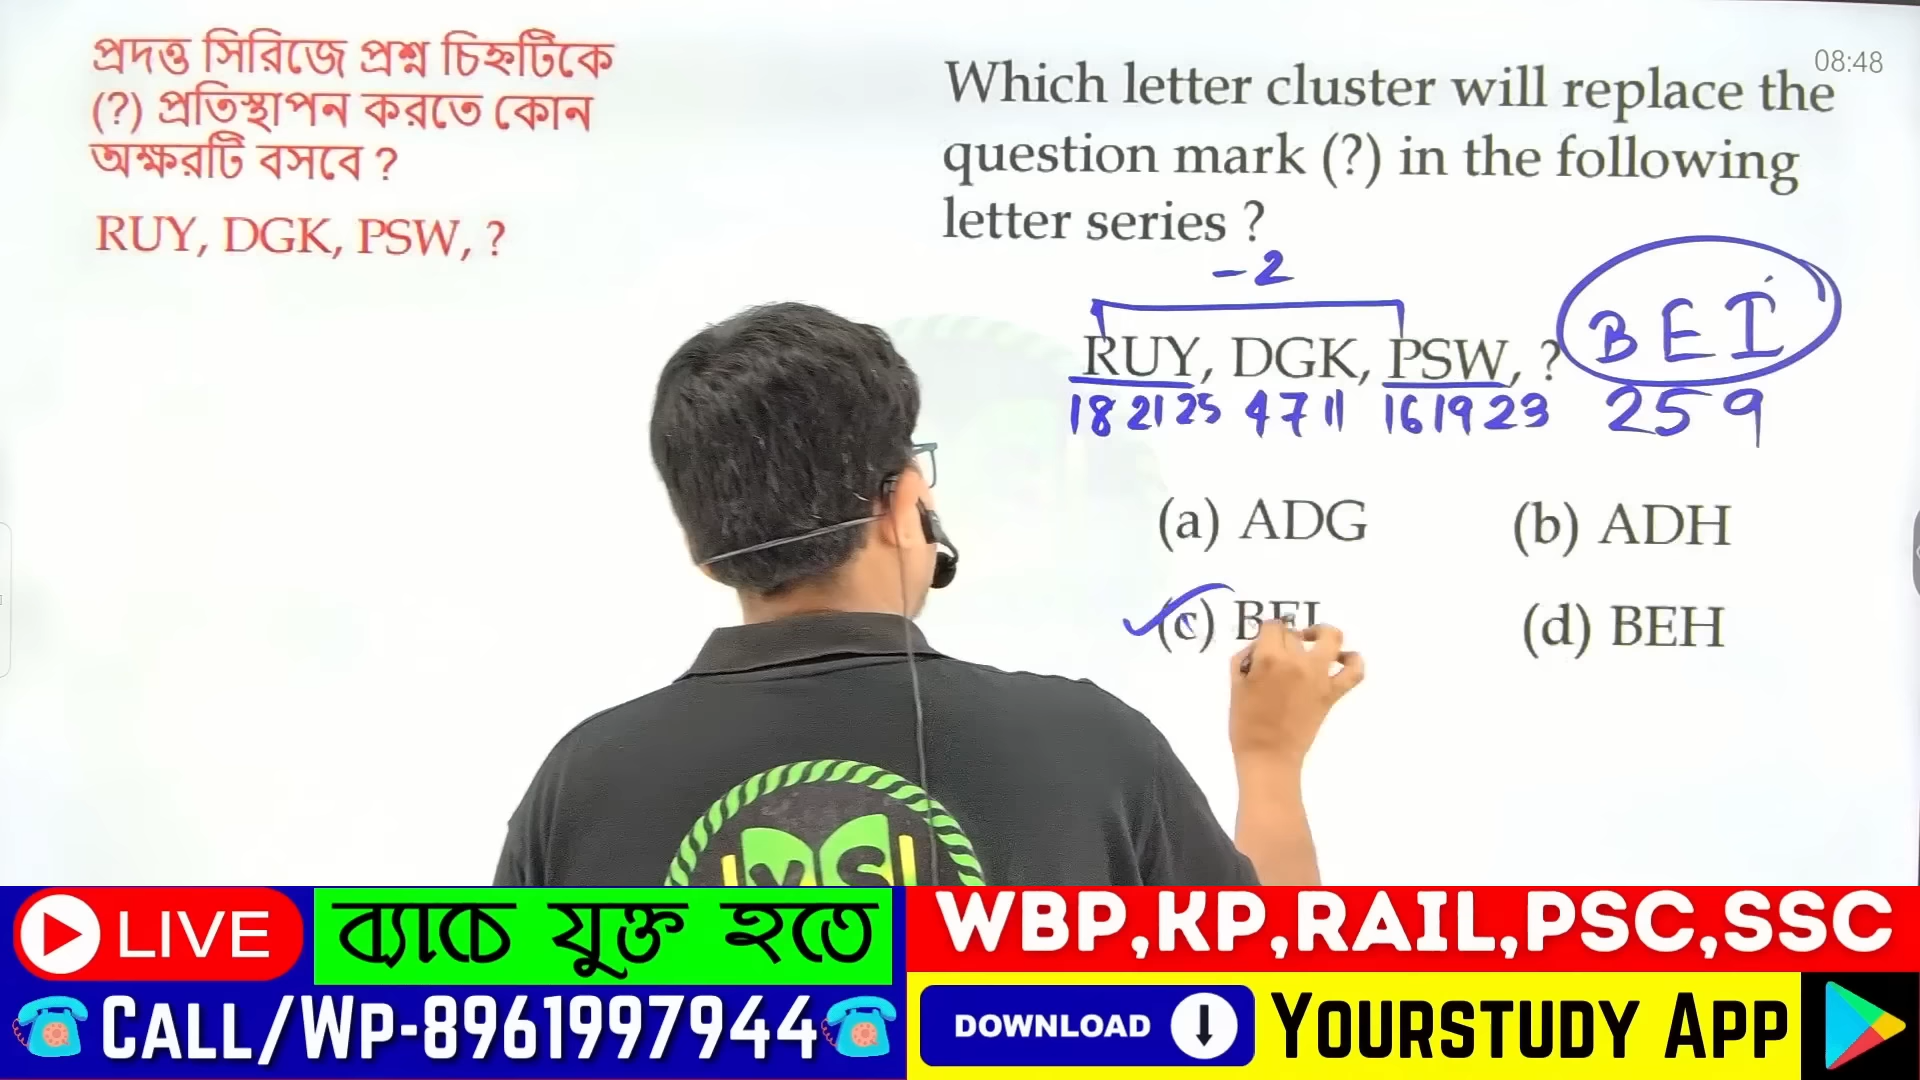 প্রদত্ত সিরিজে প্রশ্ন চিহ্নটিকে
(?) প্রতিস্থাপন করতে কোন
অক্ষরটি বসবে ?
RUY, DGK, PSW, ?
08:48
Which letter cluster will replace the
question mark (?) in the following
letter series ?
-2
RUY, DGK, PSW, ? BEI
18 21 25 4 7 11 16 19 23 2 5 9
(a) ADG (b) ADH
(c) BEI (d) BEH
LIVE ব্যাচে যুক্ত হতে WBP,KP,RAIL,PSC,SSC
CALL/WP-8961997944 DOWNLOAD YOURSTUDY APP